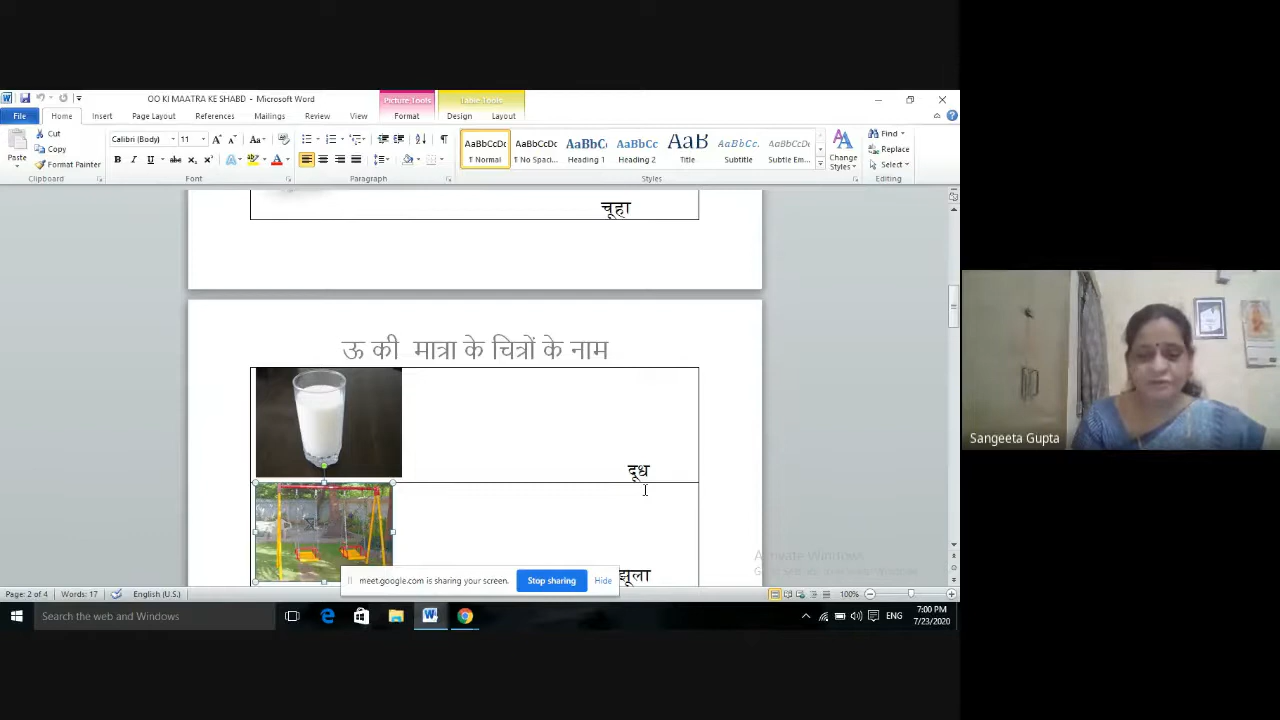 OO KI MAATRA KE SHABD - Microsoft Word
Picture Tools
Table Tools
File
Home
Insert
Page Layout
References
Mailings
Review
View
Format
Design
Layout
Paste
Cut
Copy
Format Painter
Clipboard
Calibri (Body)
11
Font
Paragraph
AaBbCcDc
¶ Normal
AaBbCcDc
¶ No Spac...
AaBbC
Heading 1
AaBbCc
Heading 2
AaB
Title
AaBbCc.
Subtitle
AaBbCcDc
Subtle Em...
Change Styles
Styles
Find
Replace
Select
Editing
चूहा
ऊ की मात्रा के चित्रों के नाम
दूध
झूला
Activate Windows
meet.google.com is sharing your screen.
Stop sharing
Hide
Page: 2 of 4
Words: 17
English (U.S.)
100%
Search the web and Windows
ENG
7:00 PM
7/23/2020
Sangeeta Gupta